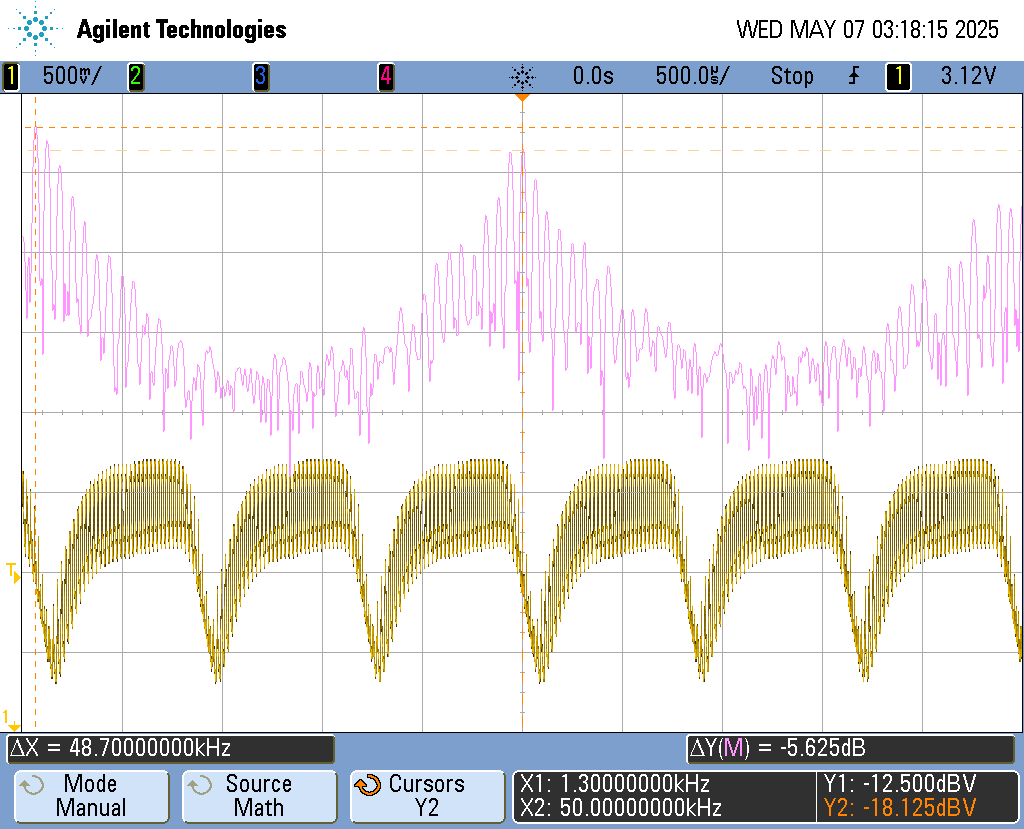 Agilent Technologies
WED MAY 07 03:18:15 2025
1 500mV/ 2 3 4 0.0s 500.0µs/ Stop 1 3.12V
T
1
ΔX = 48.70000000kHz
ΔY(M) = -5.625dB
Mode
Manual
Source
Math
Cursors
Y2
X1: 1.30000000kHz
X2: 50.00000000kHz
Y1: -12.500dBV
Y2: -18.125dBV